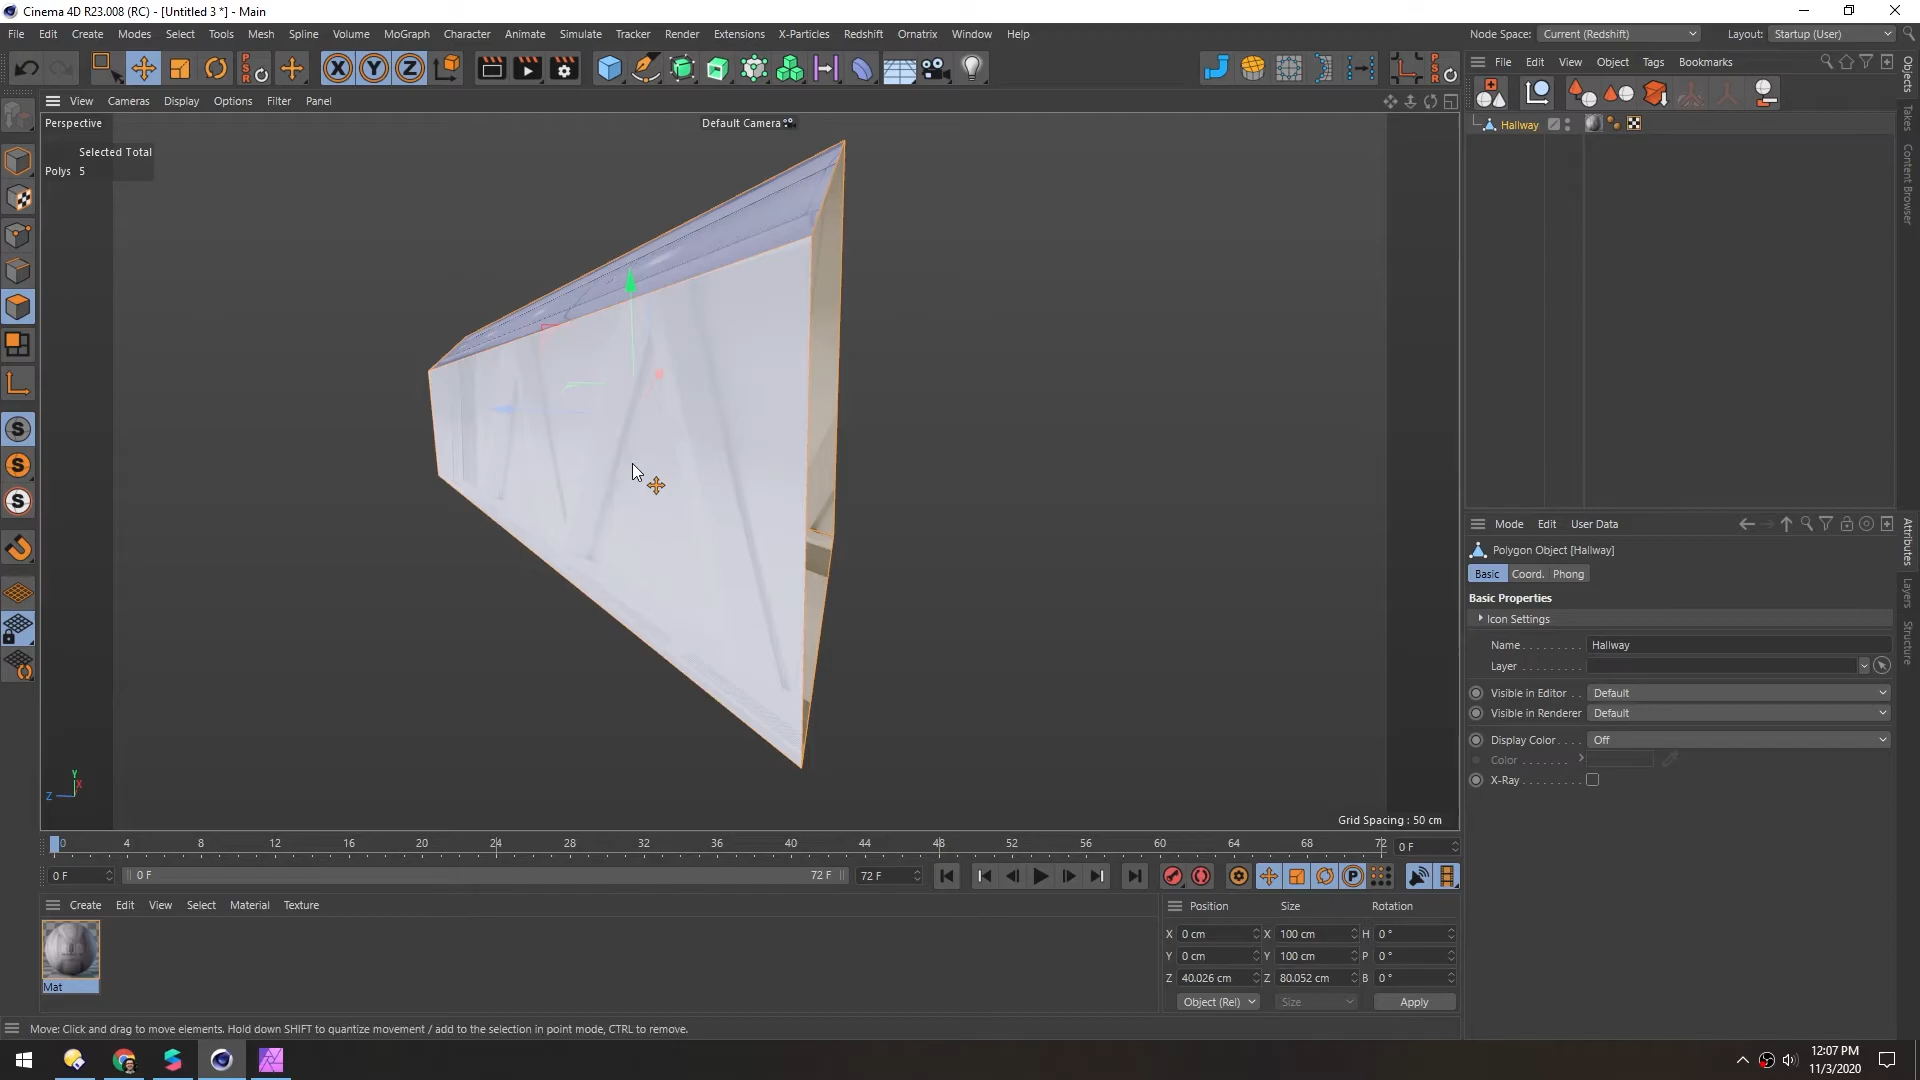 Cinema 4D R23.008 (RC) - [Untitled 3 *] - Main
File Edit Create Modes Select Tools Mesh Spline Volume MoGraph Character Animate Simulate Tracker Render Extensions X-Particles Redshift Ornatrix Window Help
Node Space: Current (Redshift) Layout: Startup (User)
View Cameras Display Options Filter Panel
File Edit View Object Tags Bookmarks
Perspective
Default Camera
Selected Total
Polys 5
Hallway
Objects
Takes
Content Browser
Mode Edit User Data
Polygon Object [Hallway]
Basic Coord. Phong
Basic Properties
Icon Settings
Name Hallway
Layer
Visible in Editor Default
Visible in Renderer Default
Display Color Off
Color
X-Ray
Attributes
Layers
Structure
Y
X
Z
Grid Spacing : 50 cm
0 4 8 12 16 20 24 28 32 36 40 44 48 52 56 60 64 68 72 0 F
0 F 0 F 72 F 72 F
Create Edit View Select Material Texture
Mat
Position Size Rotation
X 0 cm X 100 cm H 0 °
Y 0 cm Y 100 cm P 0 °
Z 40.026 cm Z 80.052 cm B 0 °
Object (Rel) Size Apply
Move: Click and drag to move elements. Hold down SHIFT to quantize movement / add to the selection in point mode, CTRL to remove.
12:07 PM
11/3/2020